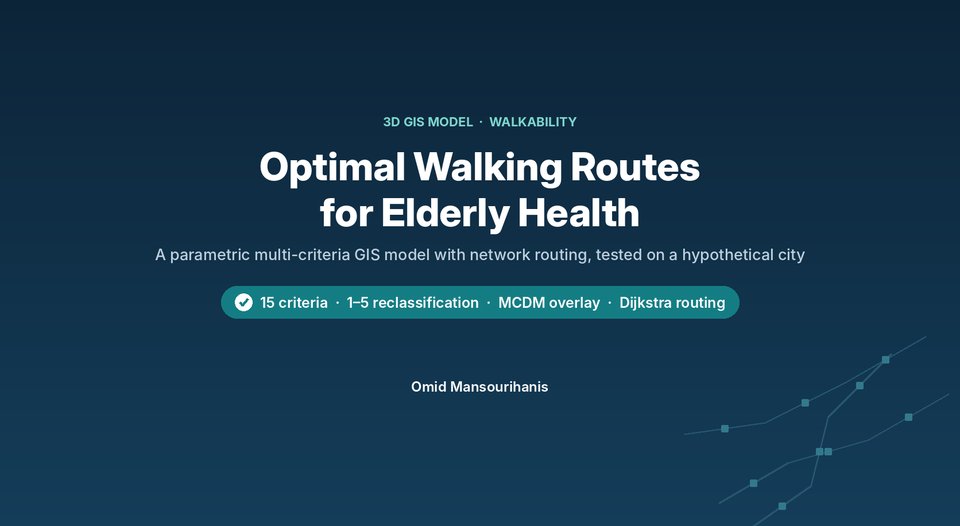 3D GIS MODEL · WALKABILITY
Optimal Walking Routes
for Elderly Health
A parametric multi-criteria GIS model with network routing, tested on a hypothetical city
15 criteria · 1–5 reclassification · MCDM overlay · Dijkstra routing
Omid Mansourihanis